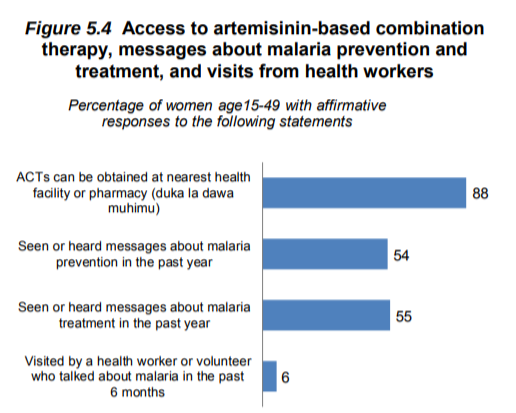 Figure 5.4 Access to artemisinin-based combination
therapy, messages about malaria prevention and
treatment, and visits from health workers
Percentage of women age15-49 with affirmative
responses to the following statements
ACTs can be obtained at nearest health
facility or pharmacy (duka la dawa
muhimu)
88
Seen or heard messages about malaria
prevention in the past year
54
Seen or heard messages about malaria
treatment in the past year
55
Visited by a health worker or volunteer
who talked about malaria in the past
6 months
6